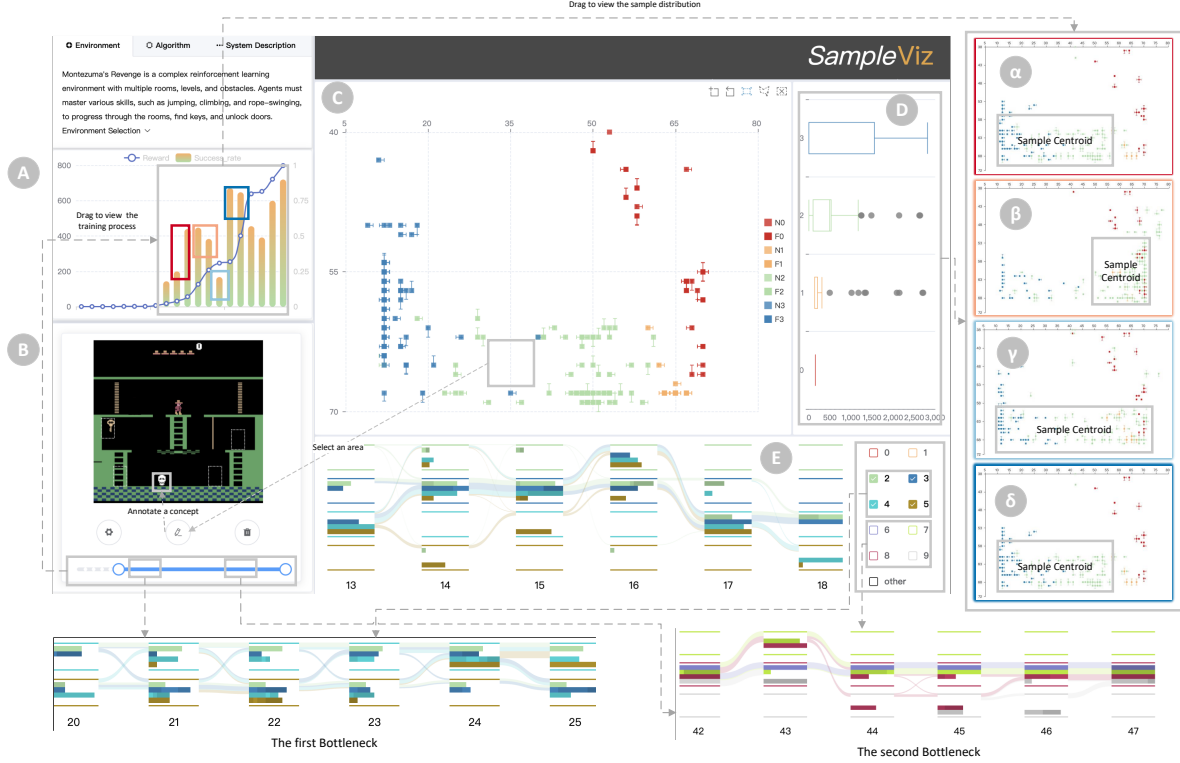 Drag to view the sample distribution
Environment
Algorithm
System Description
Montezuma's Revenge is a complex reinforcement learning
environment with multiple rooms, levels, and obstacles. Agents must
master various skills, such as jumping, climbing, and rope-swinging,
to progress through the rooms, find keys, and unlock doors.
Environment Selection
SampleViz
A
Reward
Success_rate
800
600
200
0
0.75
0.25
0
Drag to view the
training process
B
Annotate a concept
C
5 20 35 50 65 80
40
55
70
N0
F0
N1
F1
N2
F2
N3
F3
Select an area
D
3
2
1
0
0 500 1,000 1,500 2,000 2,500 3,000
E
13 14 15 16 17 18
0 1
2 3
4 5
6 7
8 9
other
α
Sample Centroid
β
Sample
Centroid
γ
Sample Centroid
δ
Sample Centroid
20 21 22 23 24 25
The first Bottleneck
42 43 44 45 46 47
The second Bottleneck